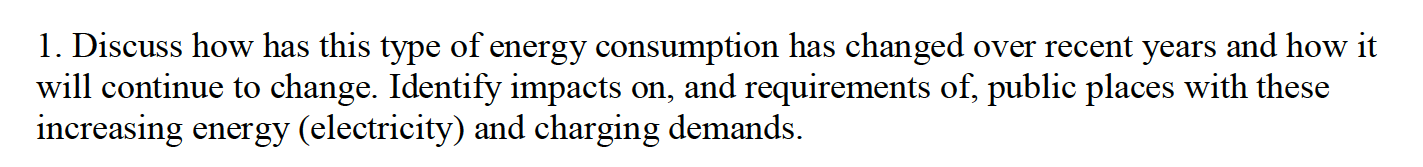 1. Discuss how has this type of energy consumption has changed over recent years and how it
will continue to change. Identify impacts on, and requirements of, public places with these
increasing energy (electricity) and charging demands.